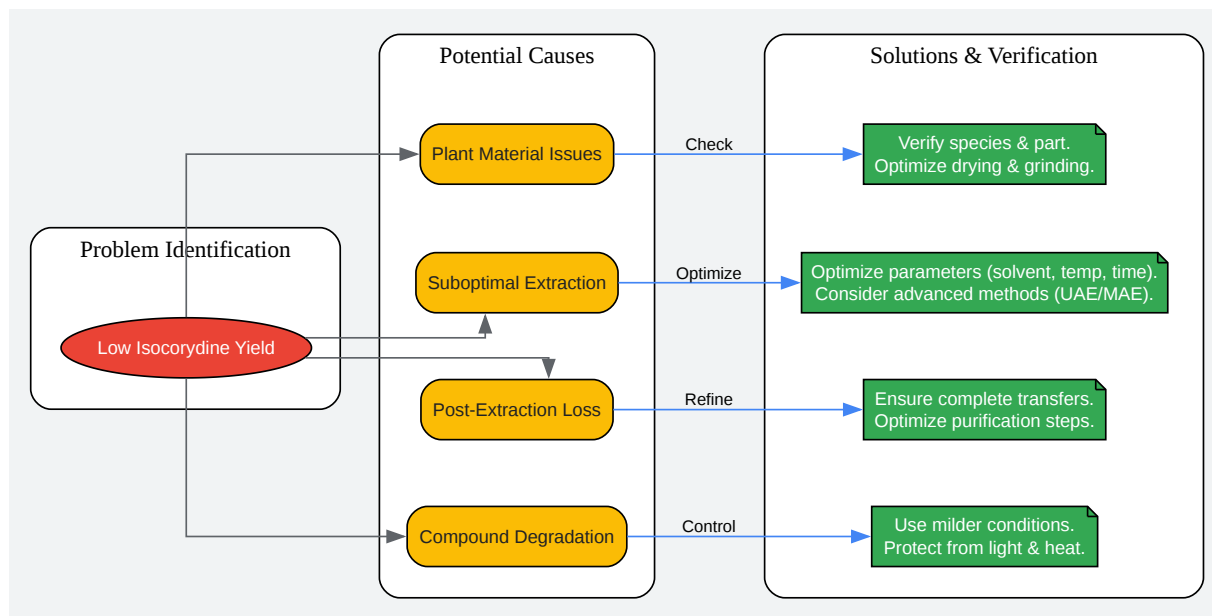 Problem Identification
Low Isocorydine Yield
Potential Causes
Plant Material Issues
Suboptimal Extraction
Post-Extraction Loss
Compound Degradation
Check
Optimize
Refine
Control
Solutions & Verification
Verify species & part.
Optimize drying & grinding.
Optimize parameters (solvent, temp, time).
Consider advanced methods (UAE/MAE).
Ensure complete transfers.
Optimize purification steps.
Use milder conditions.
Protect from light & heat.